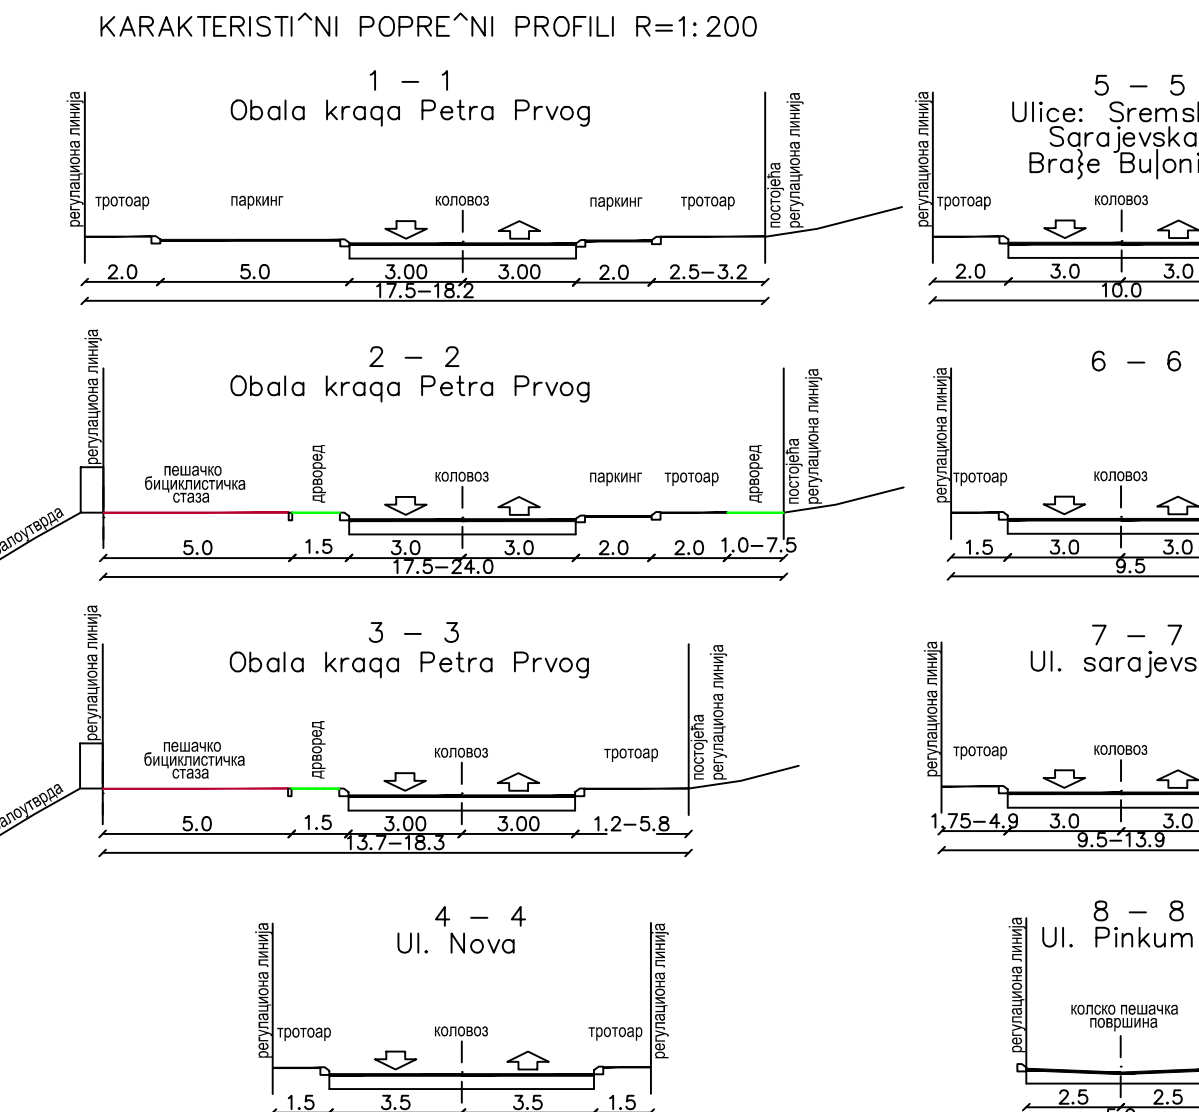 KARAKTERISTI^NI POPRE^NI PROFILI R=1:200
1 – 1
Obala kraqa Petra Prvog
регулациона линија
тротоар
паркинг
коловоз
паркинг
тротоар
постојећа
регулациона линија
2.0
5.0
3.00
3.00
2.0
2.5–3.2
17.5–18.2
2 – 2
Obala kraqa Petra Prvog
регулациона линија
пешачко
бициклистичка
стаза
дрворед
коловоз
паркинг
тротоар
дрворед
постојећа
регулациона линија
5.0
1.5
3.0
3.0
2.0
2.0
1.0–7.5
17.5–24.0
3 – 3
Obala kraqa Petra Prvog
регулациона линија
пешачко
бициклистичка
стаза
дрворед
коловоз
тротоар
постојећа
регулациона линија
5.0
1.5
3.00
3.00
1.2–5.8
13.7–18.3
4 – 4
Ul. Nova
регулациона линија
тротоар
коловоз
тротоар
регулациона линија
1.5
3.5
3.5
1.5
5 – 5
Ulice:
Sarajevska
Bra}e
регулациона линија
тротоар
коловоз
2.0
3.0
3.0
10.0
6 – 6
регулациона линија
тротоар
коловоз
1.5
3.0
3.0
9.5
7 – 7
Ul.
регулациона линија
тротоар
коловоз
1.75–4.9
3.0
3.0
9.5–13.9
8 – 8
Ul. Pinkum
регулациона линија
колско пешачка
површина
2.5
2.5